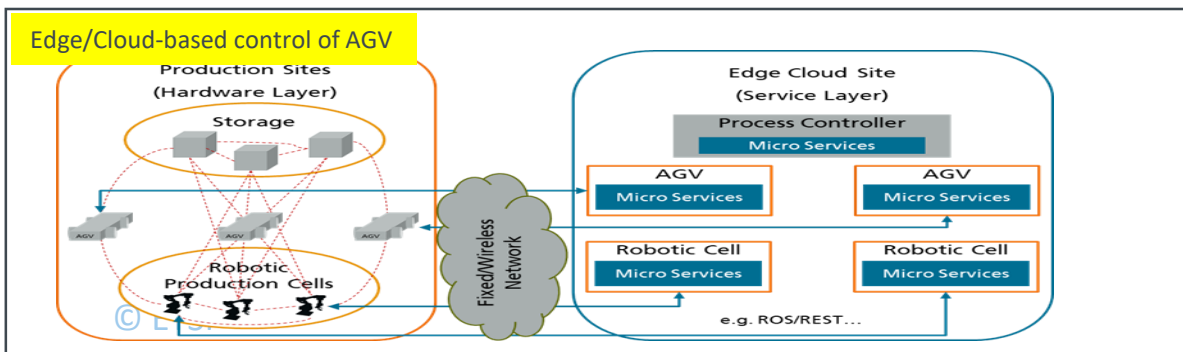 Edge/Cloud-based control of AGV
Production Sites
(Hardware Layer)
Storage
AGV
AGV
AGV
Robotic
Production Cells
©
Fixed/Wireless
Network
Edge Cloud Site
(Service Layer)
Process Controller
Micro Services
AGV
Micro Services
AGV
Micro Services
Robotic Cell
Micro Services
Robotic Cell
Micro Services
e.g. ROS/REST...